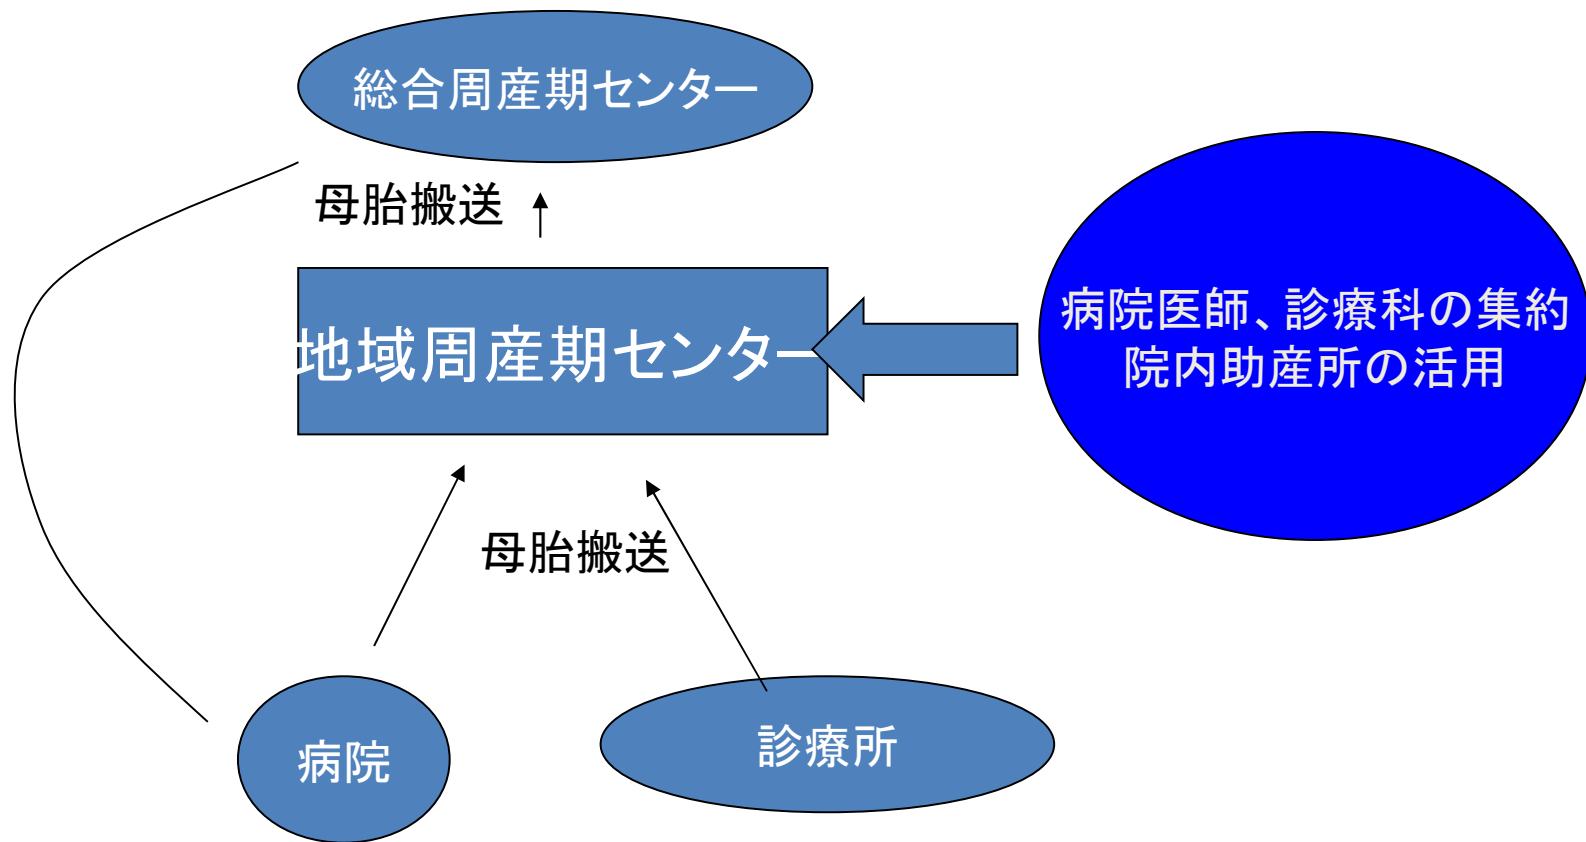 総合周産期センター
母胎搬送
地域周産期センター
病院医師、診療科の集約
院内助産所の活用
母胎搬送
病院
診療所